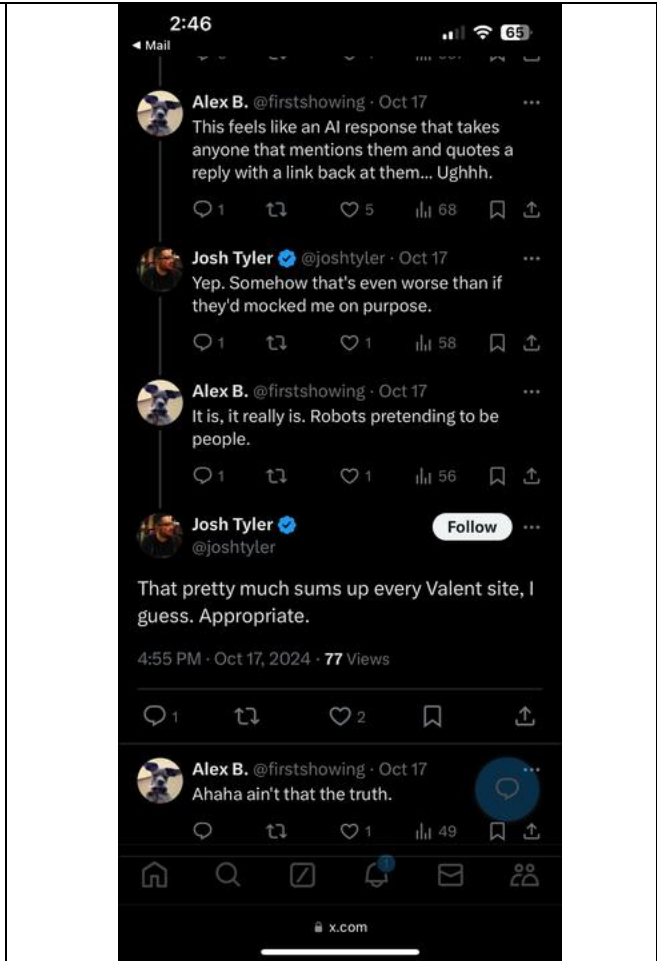 2:46
65
◄ Mail
Alex B. @firstshowing · Oct 17
This feels like an AI response that takes
anyone that mentions them and quotes a
reply with a link back at them... Ughhh.
1 5 68
Josh Tyler @joshtyler · Oct 17
Yep. Somehow that's even worse than if
they'd mocked me on purpose.
1 1 58
Alex B. @firstshowing · Oct 17
It is, it really is. Robots pretending to be
people.
1 1 56
Josh Tyler
Follow
@joshtyler
That pretty much sums up every Valent site, I
guess. Appropriate.
4:55 PM · Oct 17, 2024 · 77 Views
1 2
Alex B. @firstshowing · Oct 17
Ahaha ain't that the truth.
1 49
1
x.com